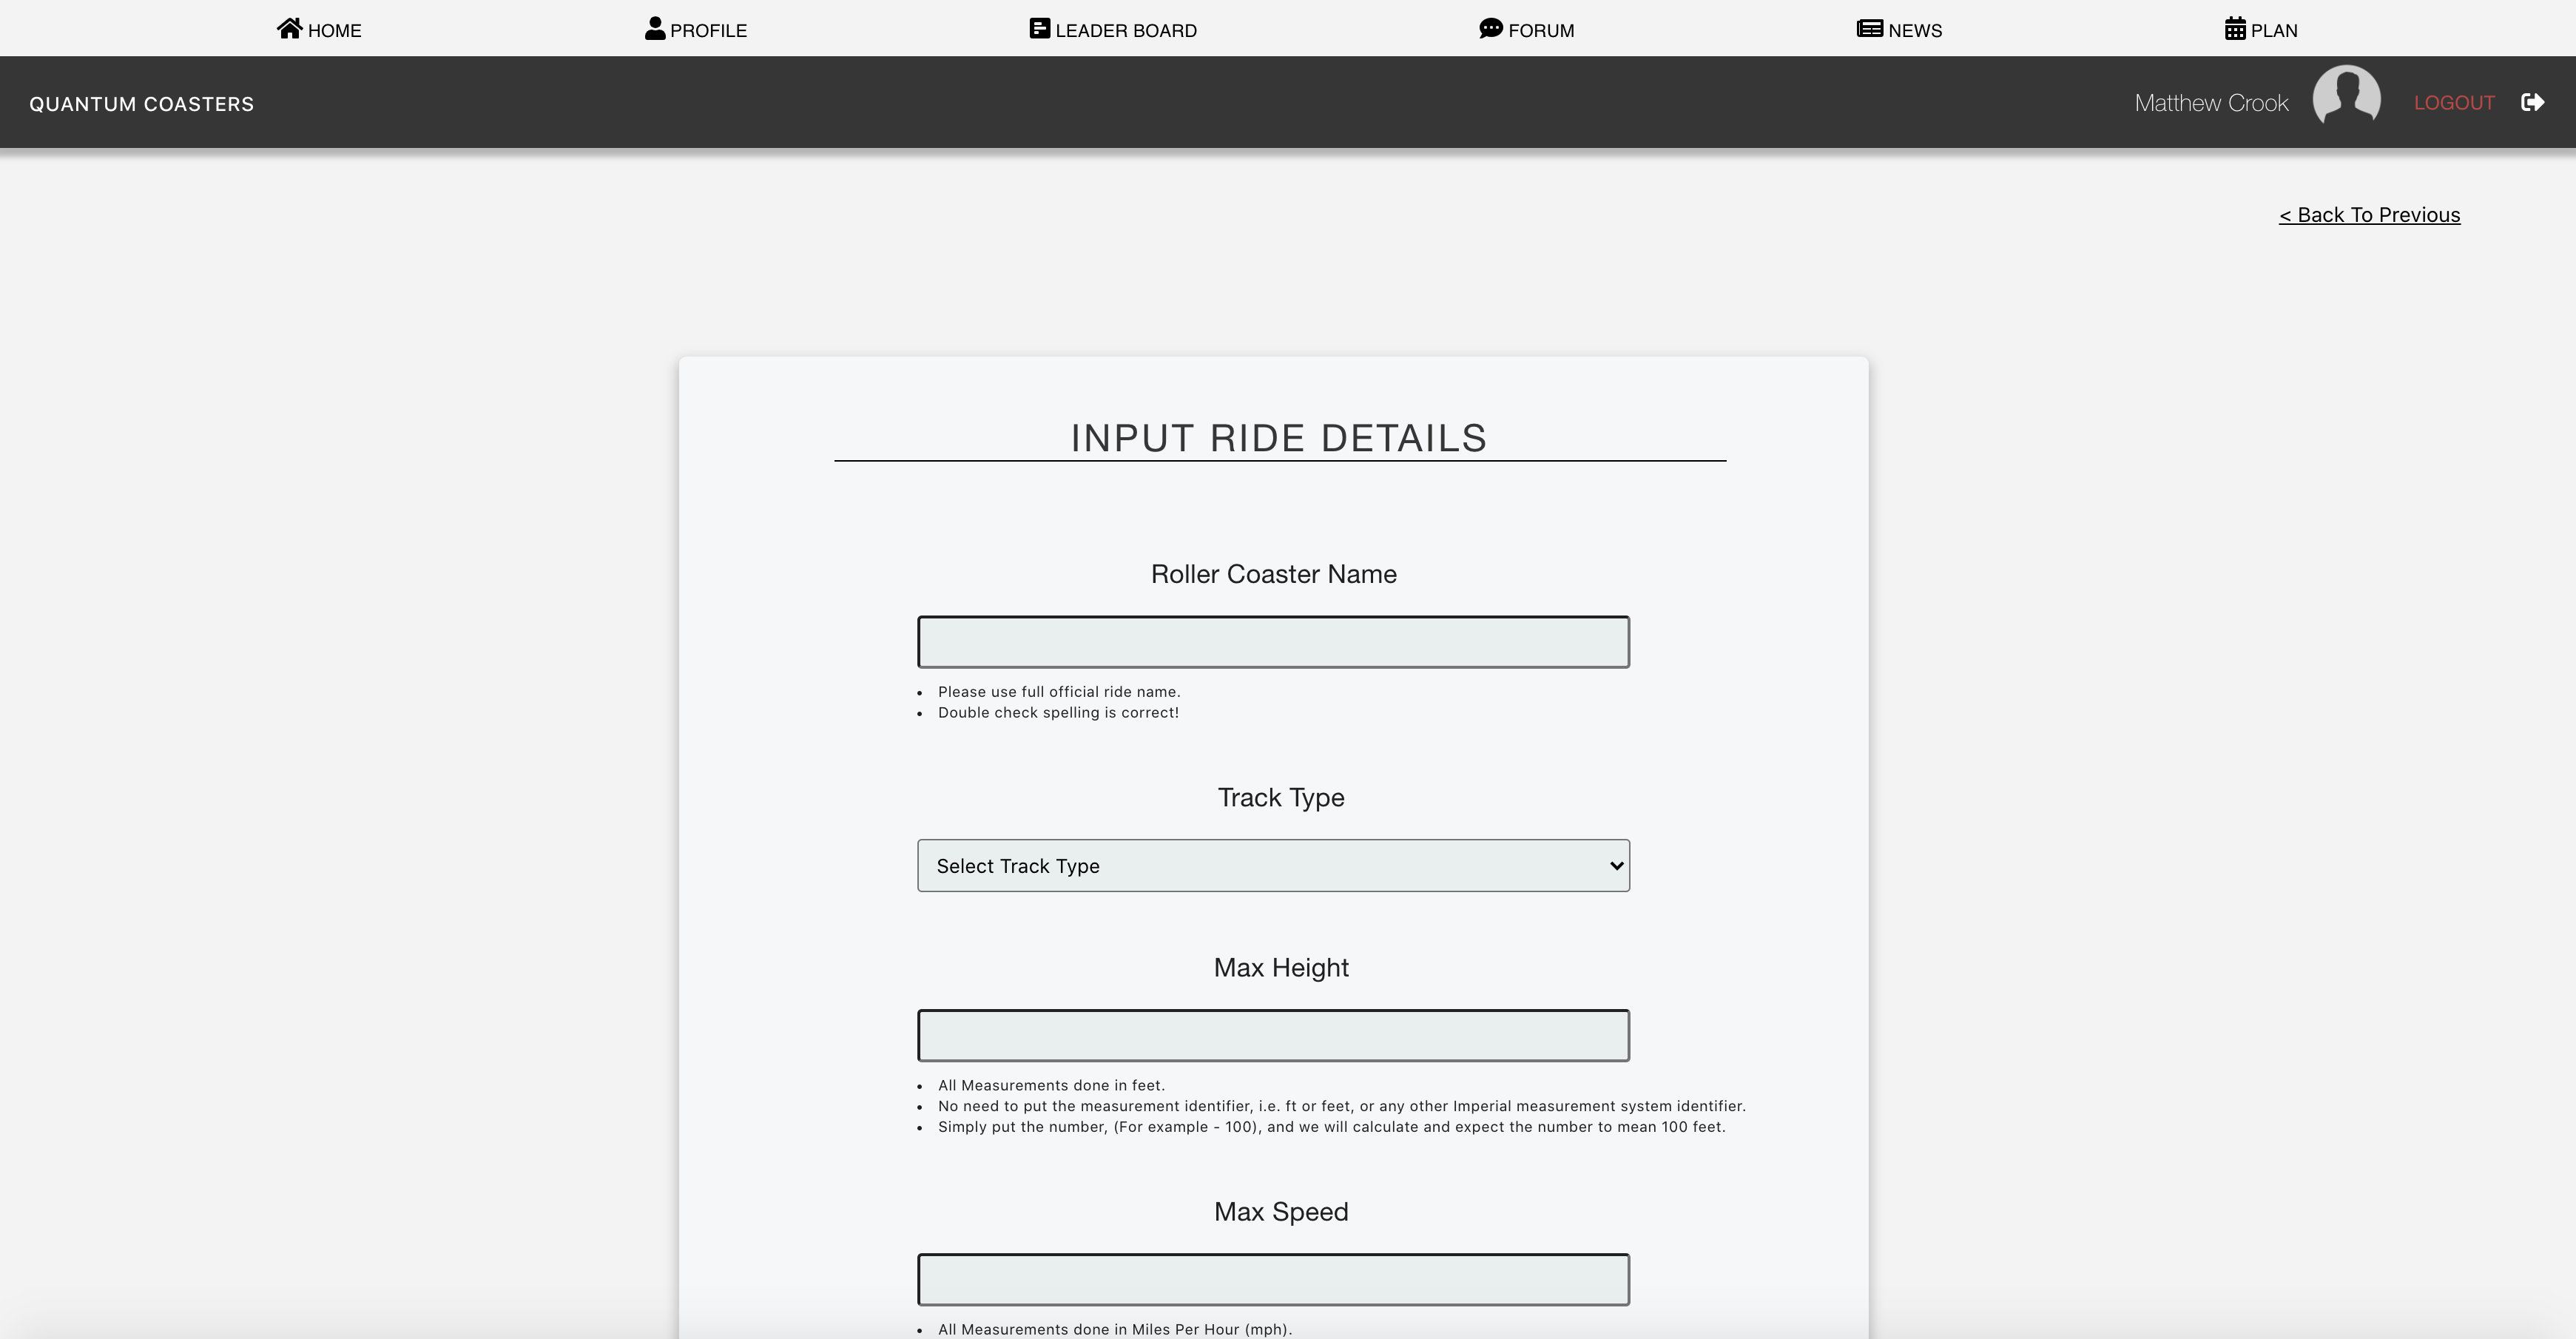 HOME PROFILE LEADER BOARD FORUM NEWS PLAN
QUANTUM COASTERS Matthew Crook LOGOUT
< Back To Previous
INPUT RIDE DETAILS
Roller Coaster Name
• Please use full official ride name.
• Double check spelling is correct!
Track Type
Select Track Type
Max Height
• All Measurements done in feet.
• No need to put the measurement identifier, i.e. ft or feet, or any other Imperial measurement system identifier.
• Simply put the number, (For example - 100), and we will calculate and expect the number to mean 100 feet.
Max Speed
• All Measurements done in Miles Per Hour (mph).